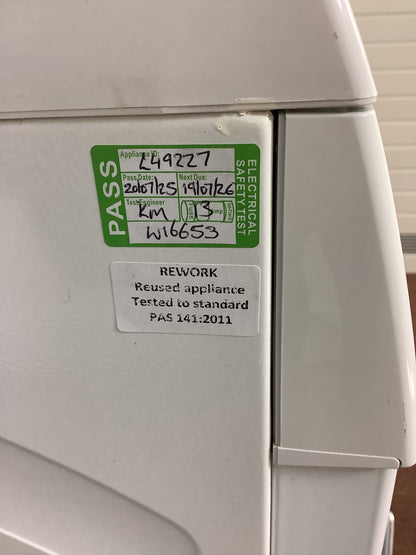 PASS
ELECTRICAL
SAFETY TEST
Appliance ID:
L49227
Pass Date: Next Due:
20/07/25 19/07/26
Test Engineer
Km 13 Amp
W16653
REWORK
Reused appliance
Tested to standard
PAS 141:2011